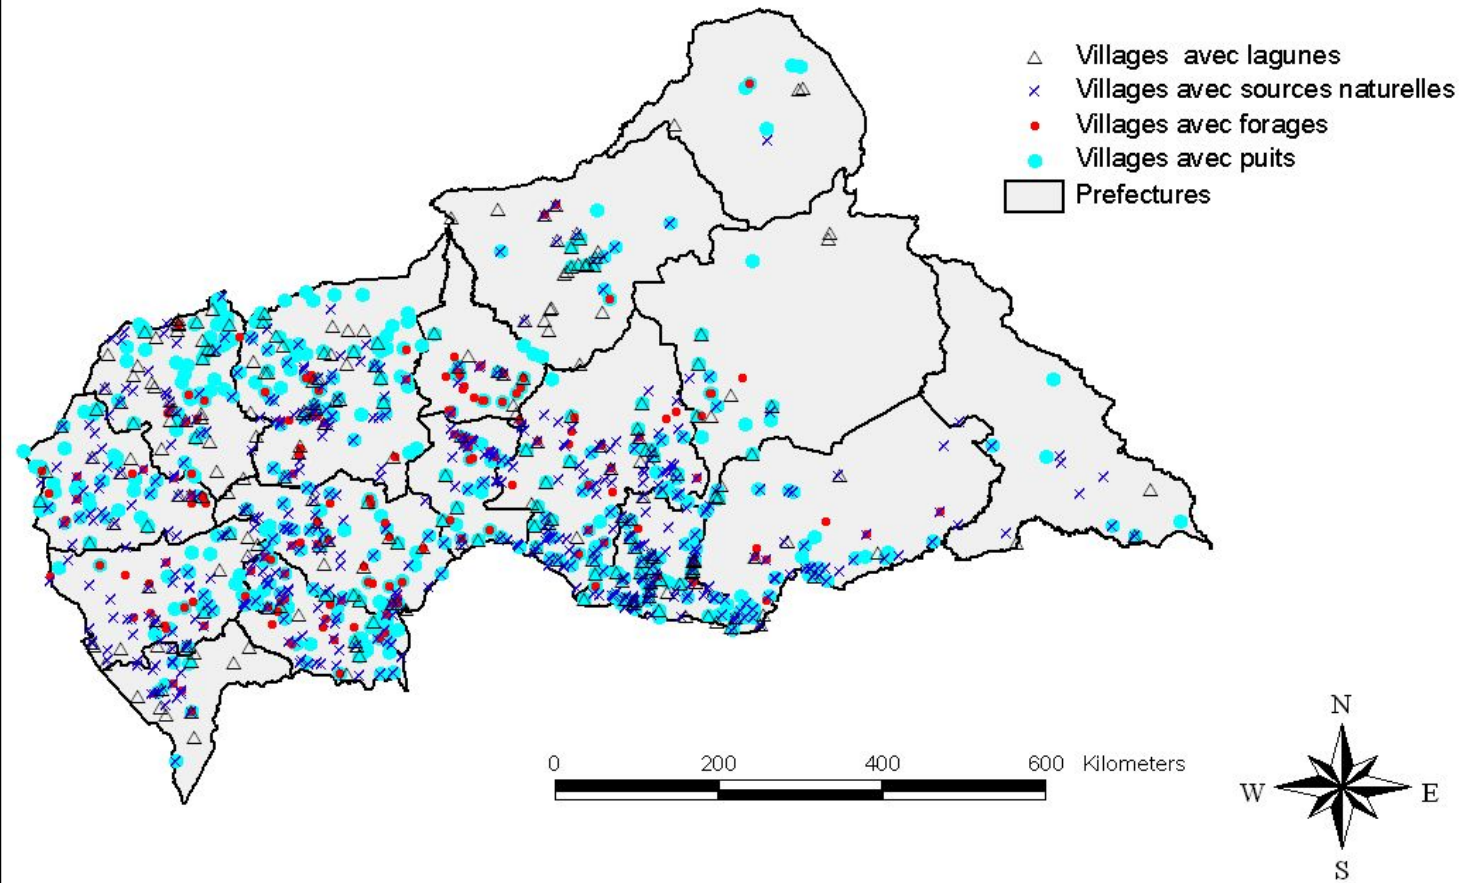 Villages avec lagunes
Villages avec sources naturelles
Villages avec forages
Villages avec puits
Prefectures
0 200 400 600 Kilometers
N
W E
S